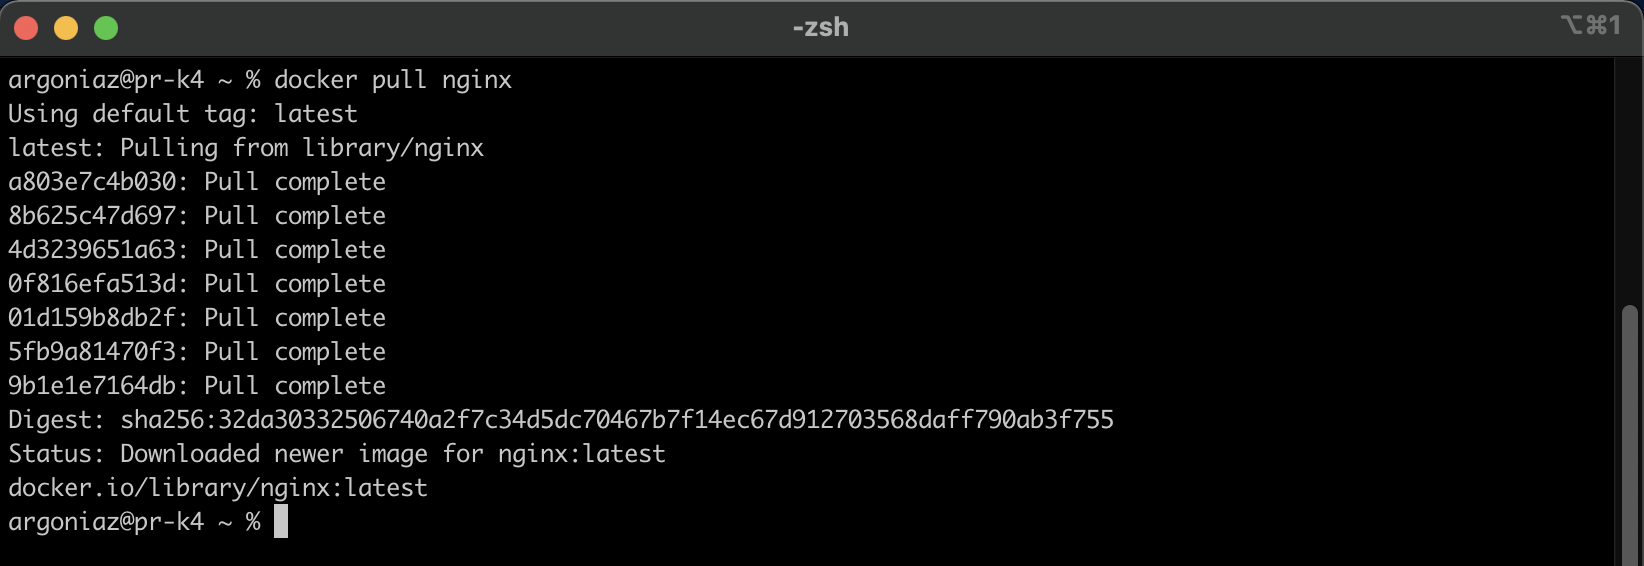 -zsh
⌥⌘1
argoniaz@pr-k4 ~ % docker pull nginx
Using default tag: latest
latest: Pulling from library/nginx
a803e7c4b030: Pull complete
8b625c47d697: Pull complete
4d3239651a63: Pull complete
0f816efa513d: Pull complete
01d159b8db2f: Pull complete
5fb9a81470f3: Pull complete
9b1e1e7164db: Pull complete
Digest: sha256:32da30332506740a2f7c34d5dc70467b7f14ec67d912703568daff790ab3f755
Status: Downloaded newer image for nginx:latest
docker.io/library/nginx:latest
argoniaz@pr-k4 ~ %